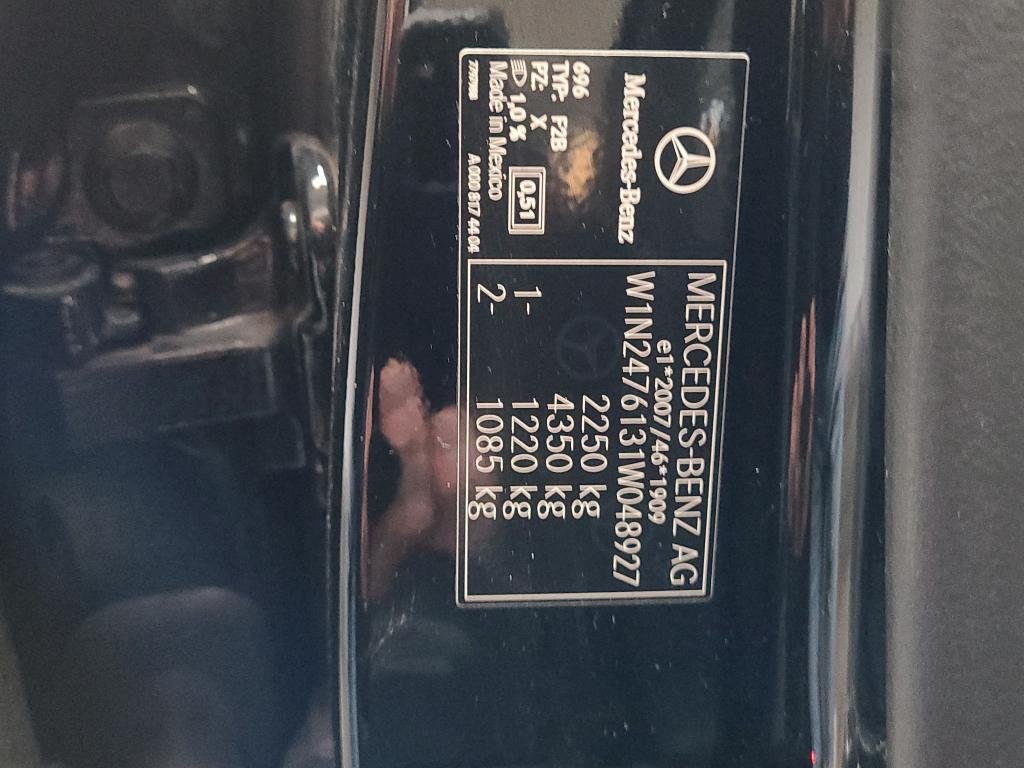 Mercedes-Benz
696
TYP: F2B
PZ: X
1,0 %
0,51
Made in Mexico
A 000 817 44 04
MERCEDES-BENZ AG
e1*2007/46*1909
W1N2476131W048927
2250 kg
4350 kg
1- 1220 kg
2- 1085 kg